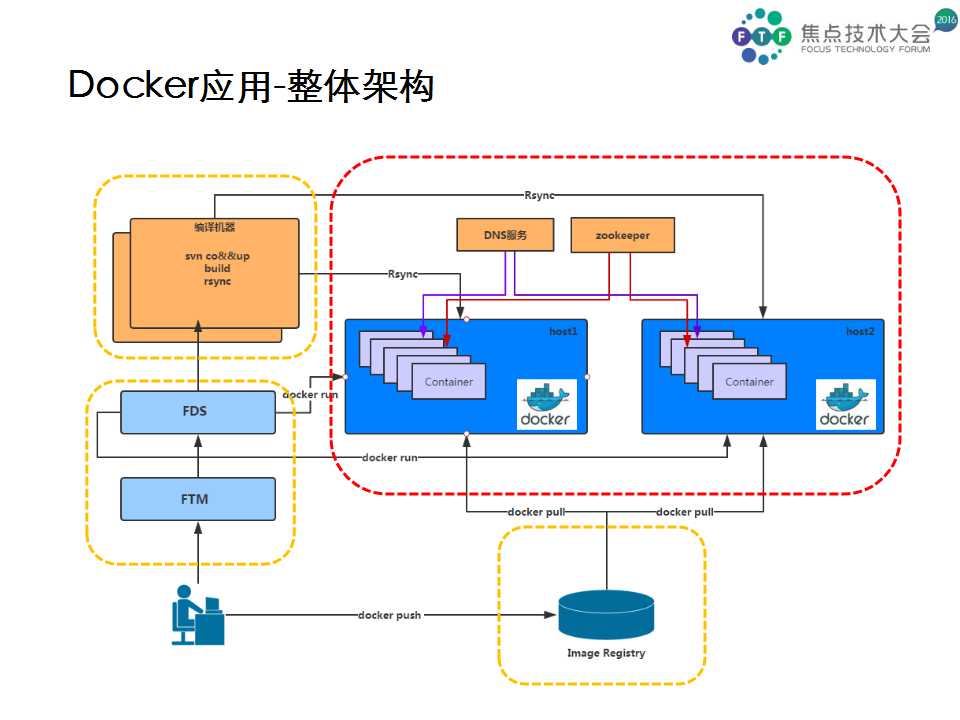 FTF
焦点技术大会
2016
FOCUS TECHNOLOGY FORUM
Docker应用-整体架构
Rsync
编译机器
svn co&&up
build
rsync
DNS服务
zookeeper
Rsync
host1
host2
Container
Container
docker
docker
docker run
FDS
docker run
FTM
docker pull
docker pull
docker push
Image Registry